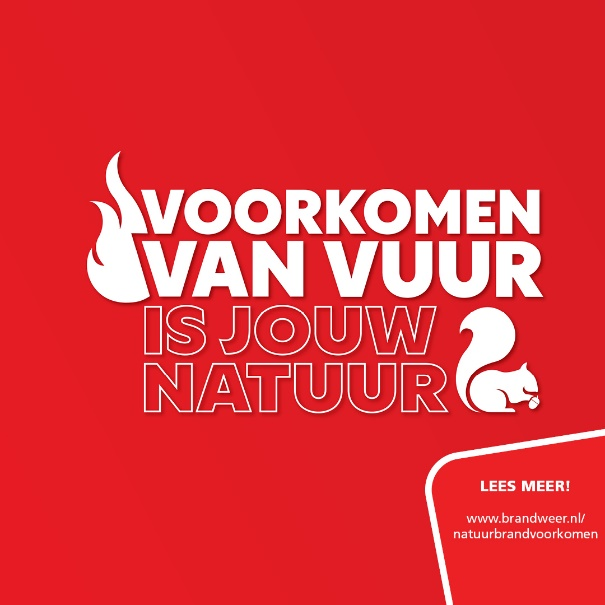 VOORKOMEN
VAN VUUR
IS JOUW
NATUUR
LEES MEER!
www.brandweer.nl/
natuurbrandvoorkomen